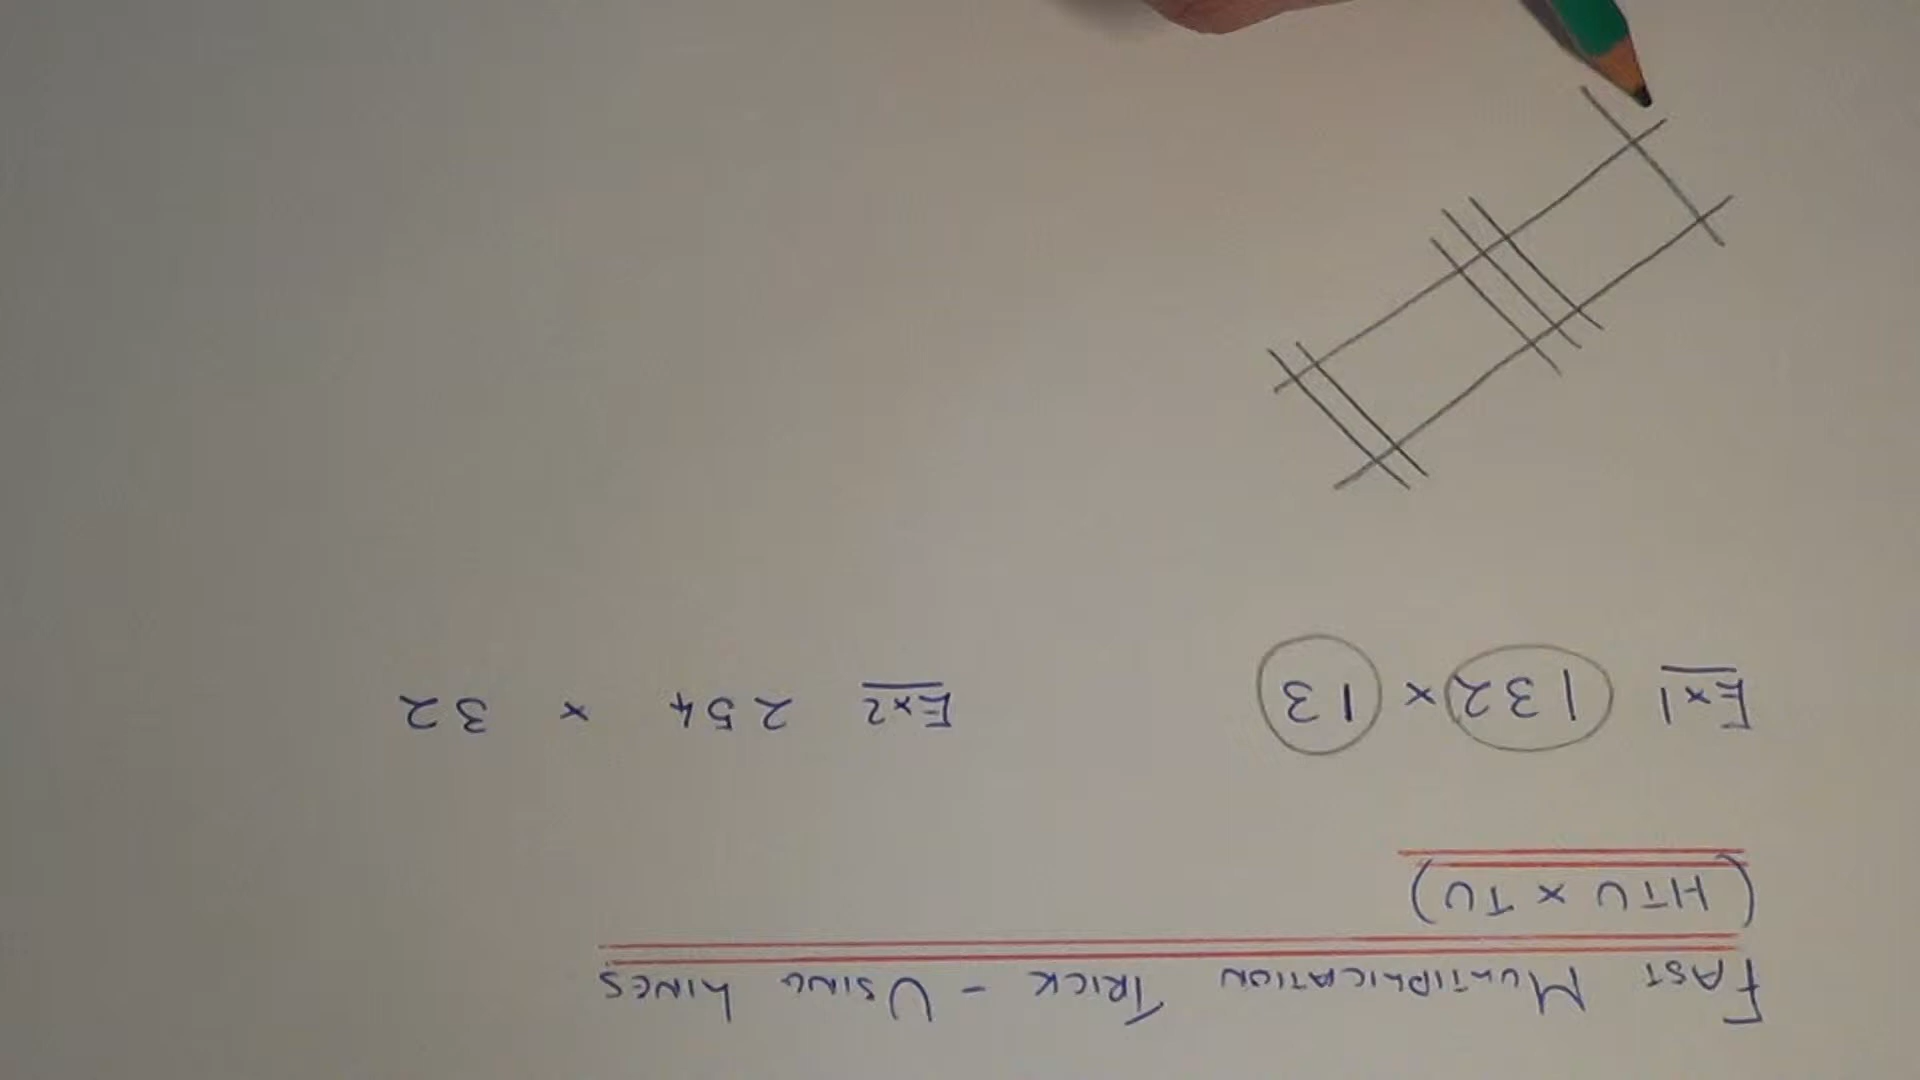 FAST MULTIPLICATION TRICK - USING LINES
(HTU × TU)
Ex1 132 × 13 Ex2 254 × 32